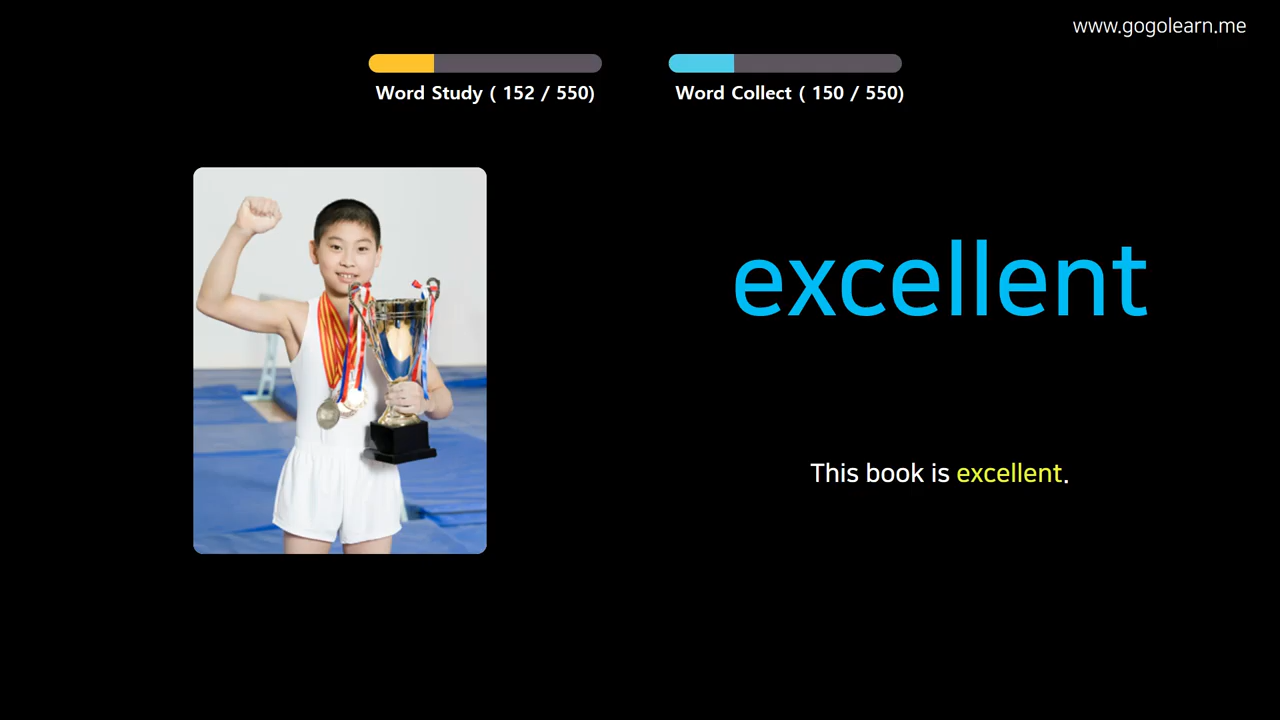 www.gogolearn.me
Word Study ( 152 / 550)
Word Collect ( 150 / 550)
excellent
This book is excellent.